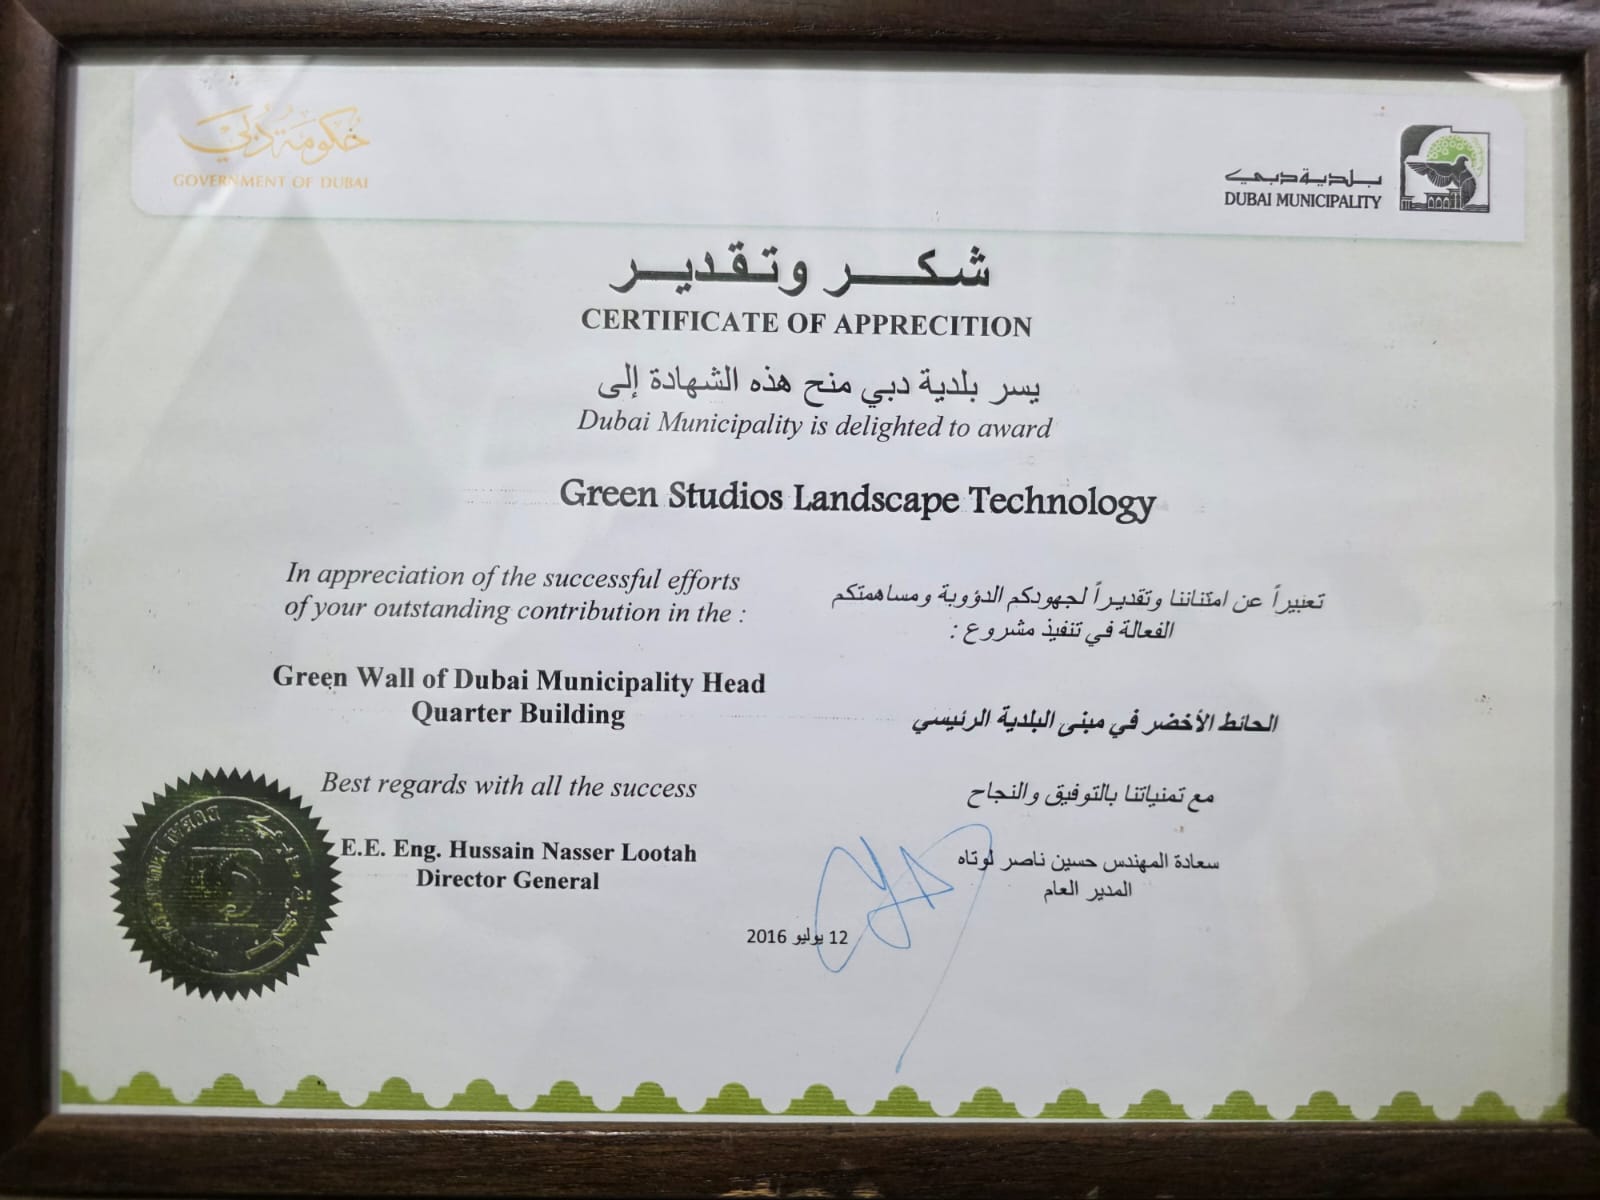 حكومة دبي
GOVERNMENT OF DUBAI
بلدية دبي
DUBAI MUNICIPALITY
شكر وتقدير
CERTIFICATE OF APPRECITION
يسر بلدية دبي منح هذه الشهادة إلى
Dubai Municipality is delighted to award
Green Studios Landscape Technology
In appreciation of the successful efforts
of your outstanding contribution in the :
تعبيراً عن امتناننا وتقديراً لجهودكم الدؤوبة ومساهمتكم
الفعالة في تنفيذ مشروع :
Green Wall of Dubai Municipality Head
Quarter Building
الحائط الأخضر في مبنى البلدية الرئيسي
Best regards with all the success
مع تمنياتنا بالتوفيق والنجاح
E.E. Eng. Hussain Nasser Lootah
Director General
سعادة المهندس حسين ناصر لوتاه
المدير العام
12 يوليو 2016